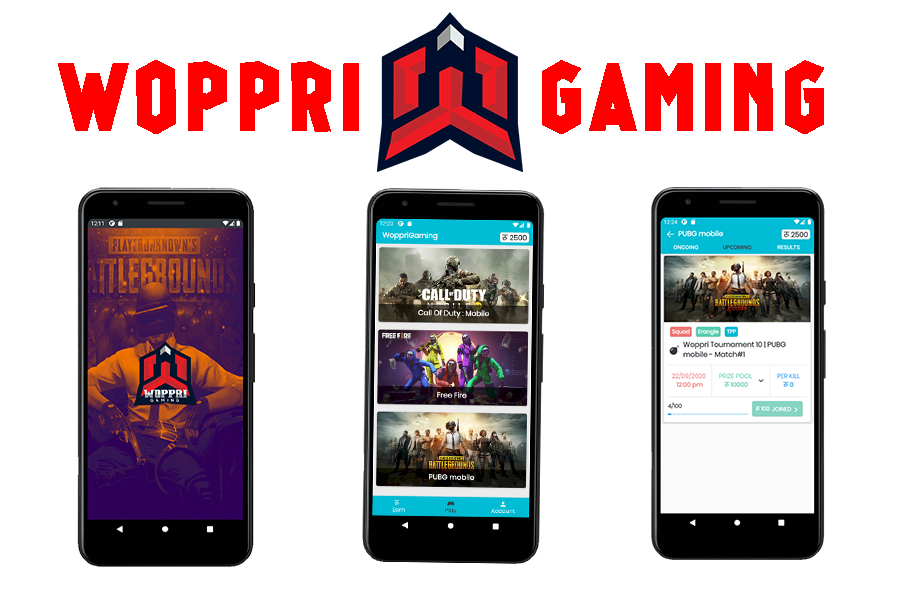 WOPPRI GAMING
12:11
PLAYERUNKNOWN'S
BATTLEGROUNDS
WOPPRI
GAMING
12:23
WoppriGaming
2500
CALL OF DUTY
Call Of Duty : Mobile
FREE FIRE
Free Fire
BATTLEGROUNDS
PUBG mobile
Earn
Play
Account
12:24
PUBG mobile
2500
ONGOING UPCOMING RESULTS
BATTLEGROUNDS
Squad Erangle TPP
Woppri Tournament 10 | PUBG
mobile - Match#1
22/09/2020 PRIZE POOL PER KILL
12:00 pm 10000 0
4/100
100 JOINED >